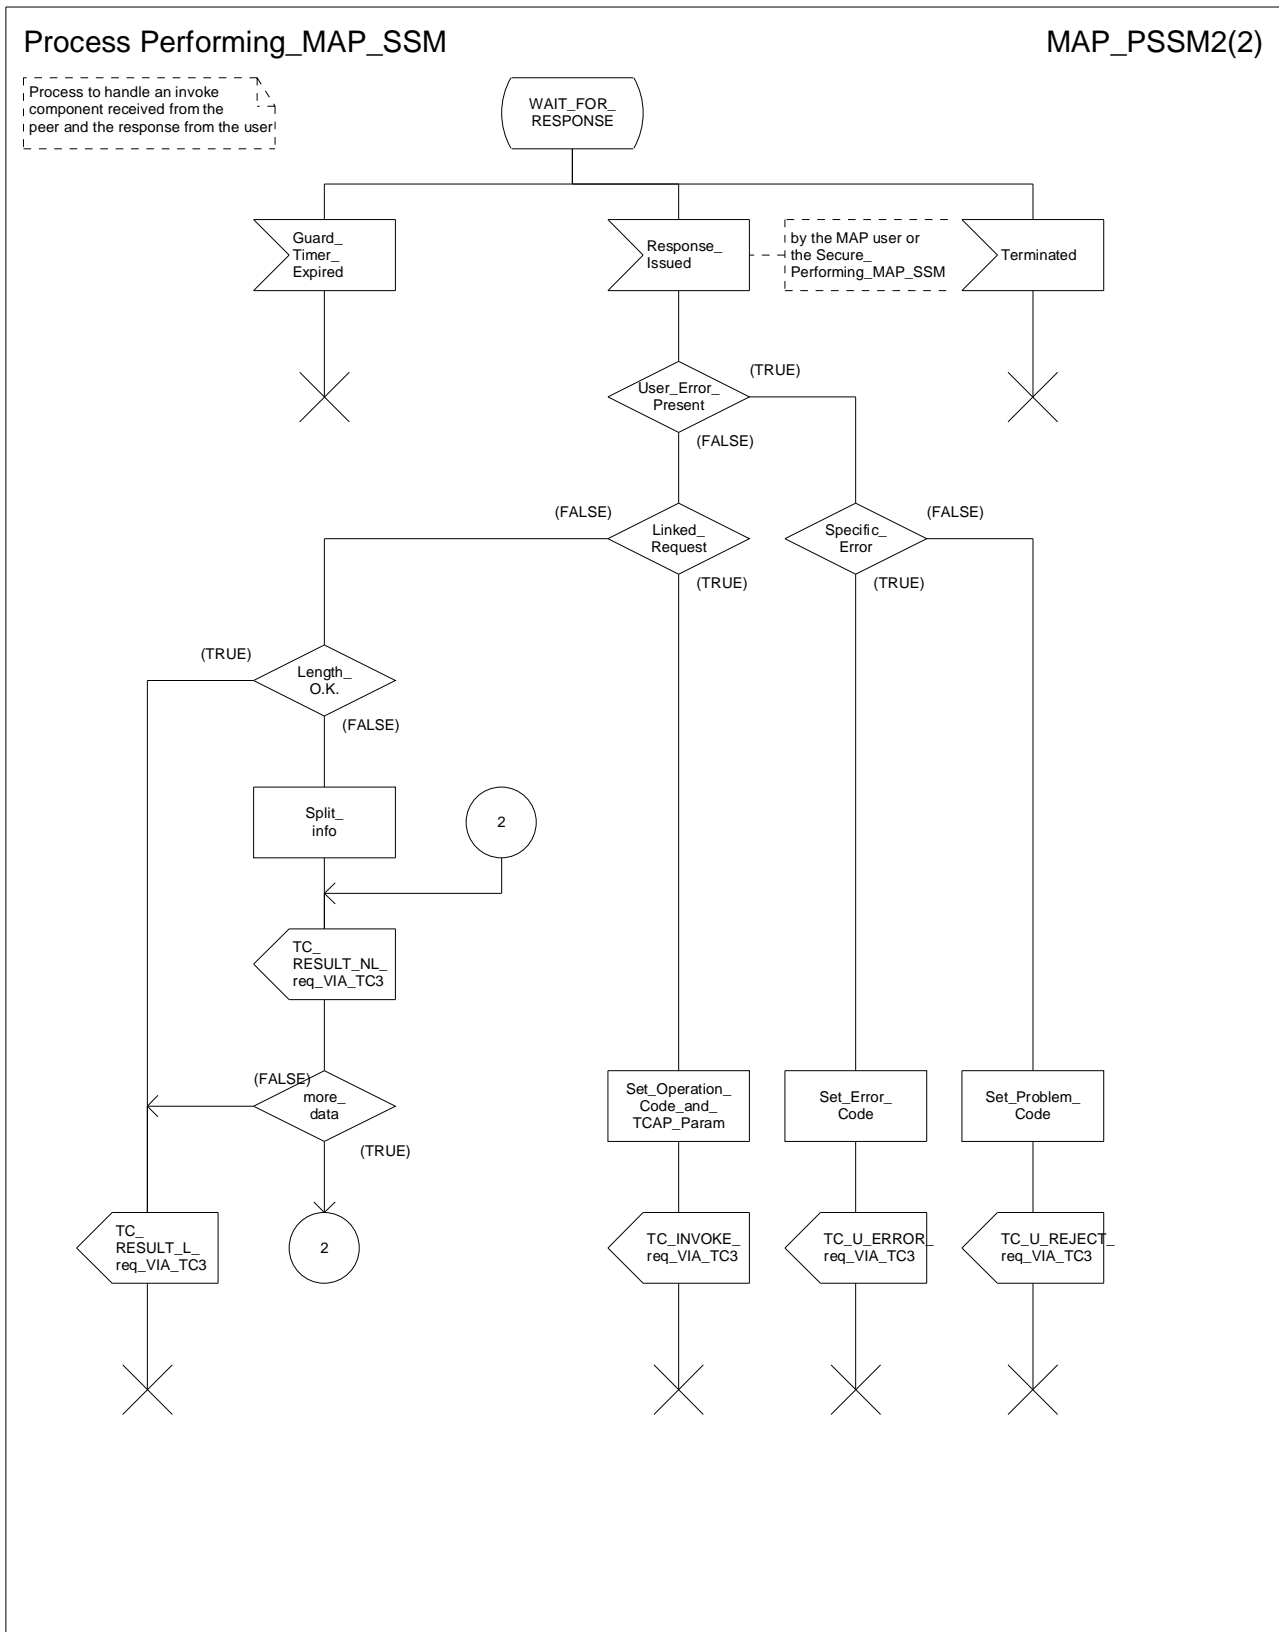 Process Performing_MAP_SSM
MAP_PSSM2(2)
Process to handle an invoke
component received from the
peer and the response from the user
WAIT_FOR_
RESPONSE
Guard_
Timer_
Expired
Response_
Issued
by the MAP user or
the Secure_
Performing_MAP_SSM
Terminated
User_Error_
Present
(TRUE)
(FALSE)
(FALSE)
Linked_
Request
(TRUE)
Specific_
Error
(FALSE)
(TRUE)
(TRUE)
Length_
O.K.
(FALSE)
Split_
info
2
TC_
RESULT_NL_
req_VIA_TC3
(FALSE)
more_
data
(TRUE)
Set_Operation_
Code_and_
TCAP_Param
Set_Error_
Code
Set_Problem_
Code
TC_
RESULT_L_
req_VIA_TC3
2
TC_INVOKE_
req_VIA_TC3
TC_U_ERROR_
req_VIA_TC3
TC_U_REJECT_
req_VIA_TC3